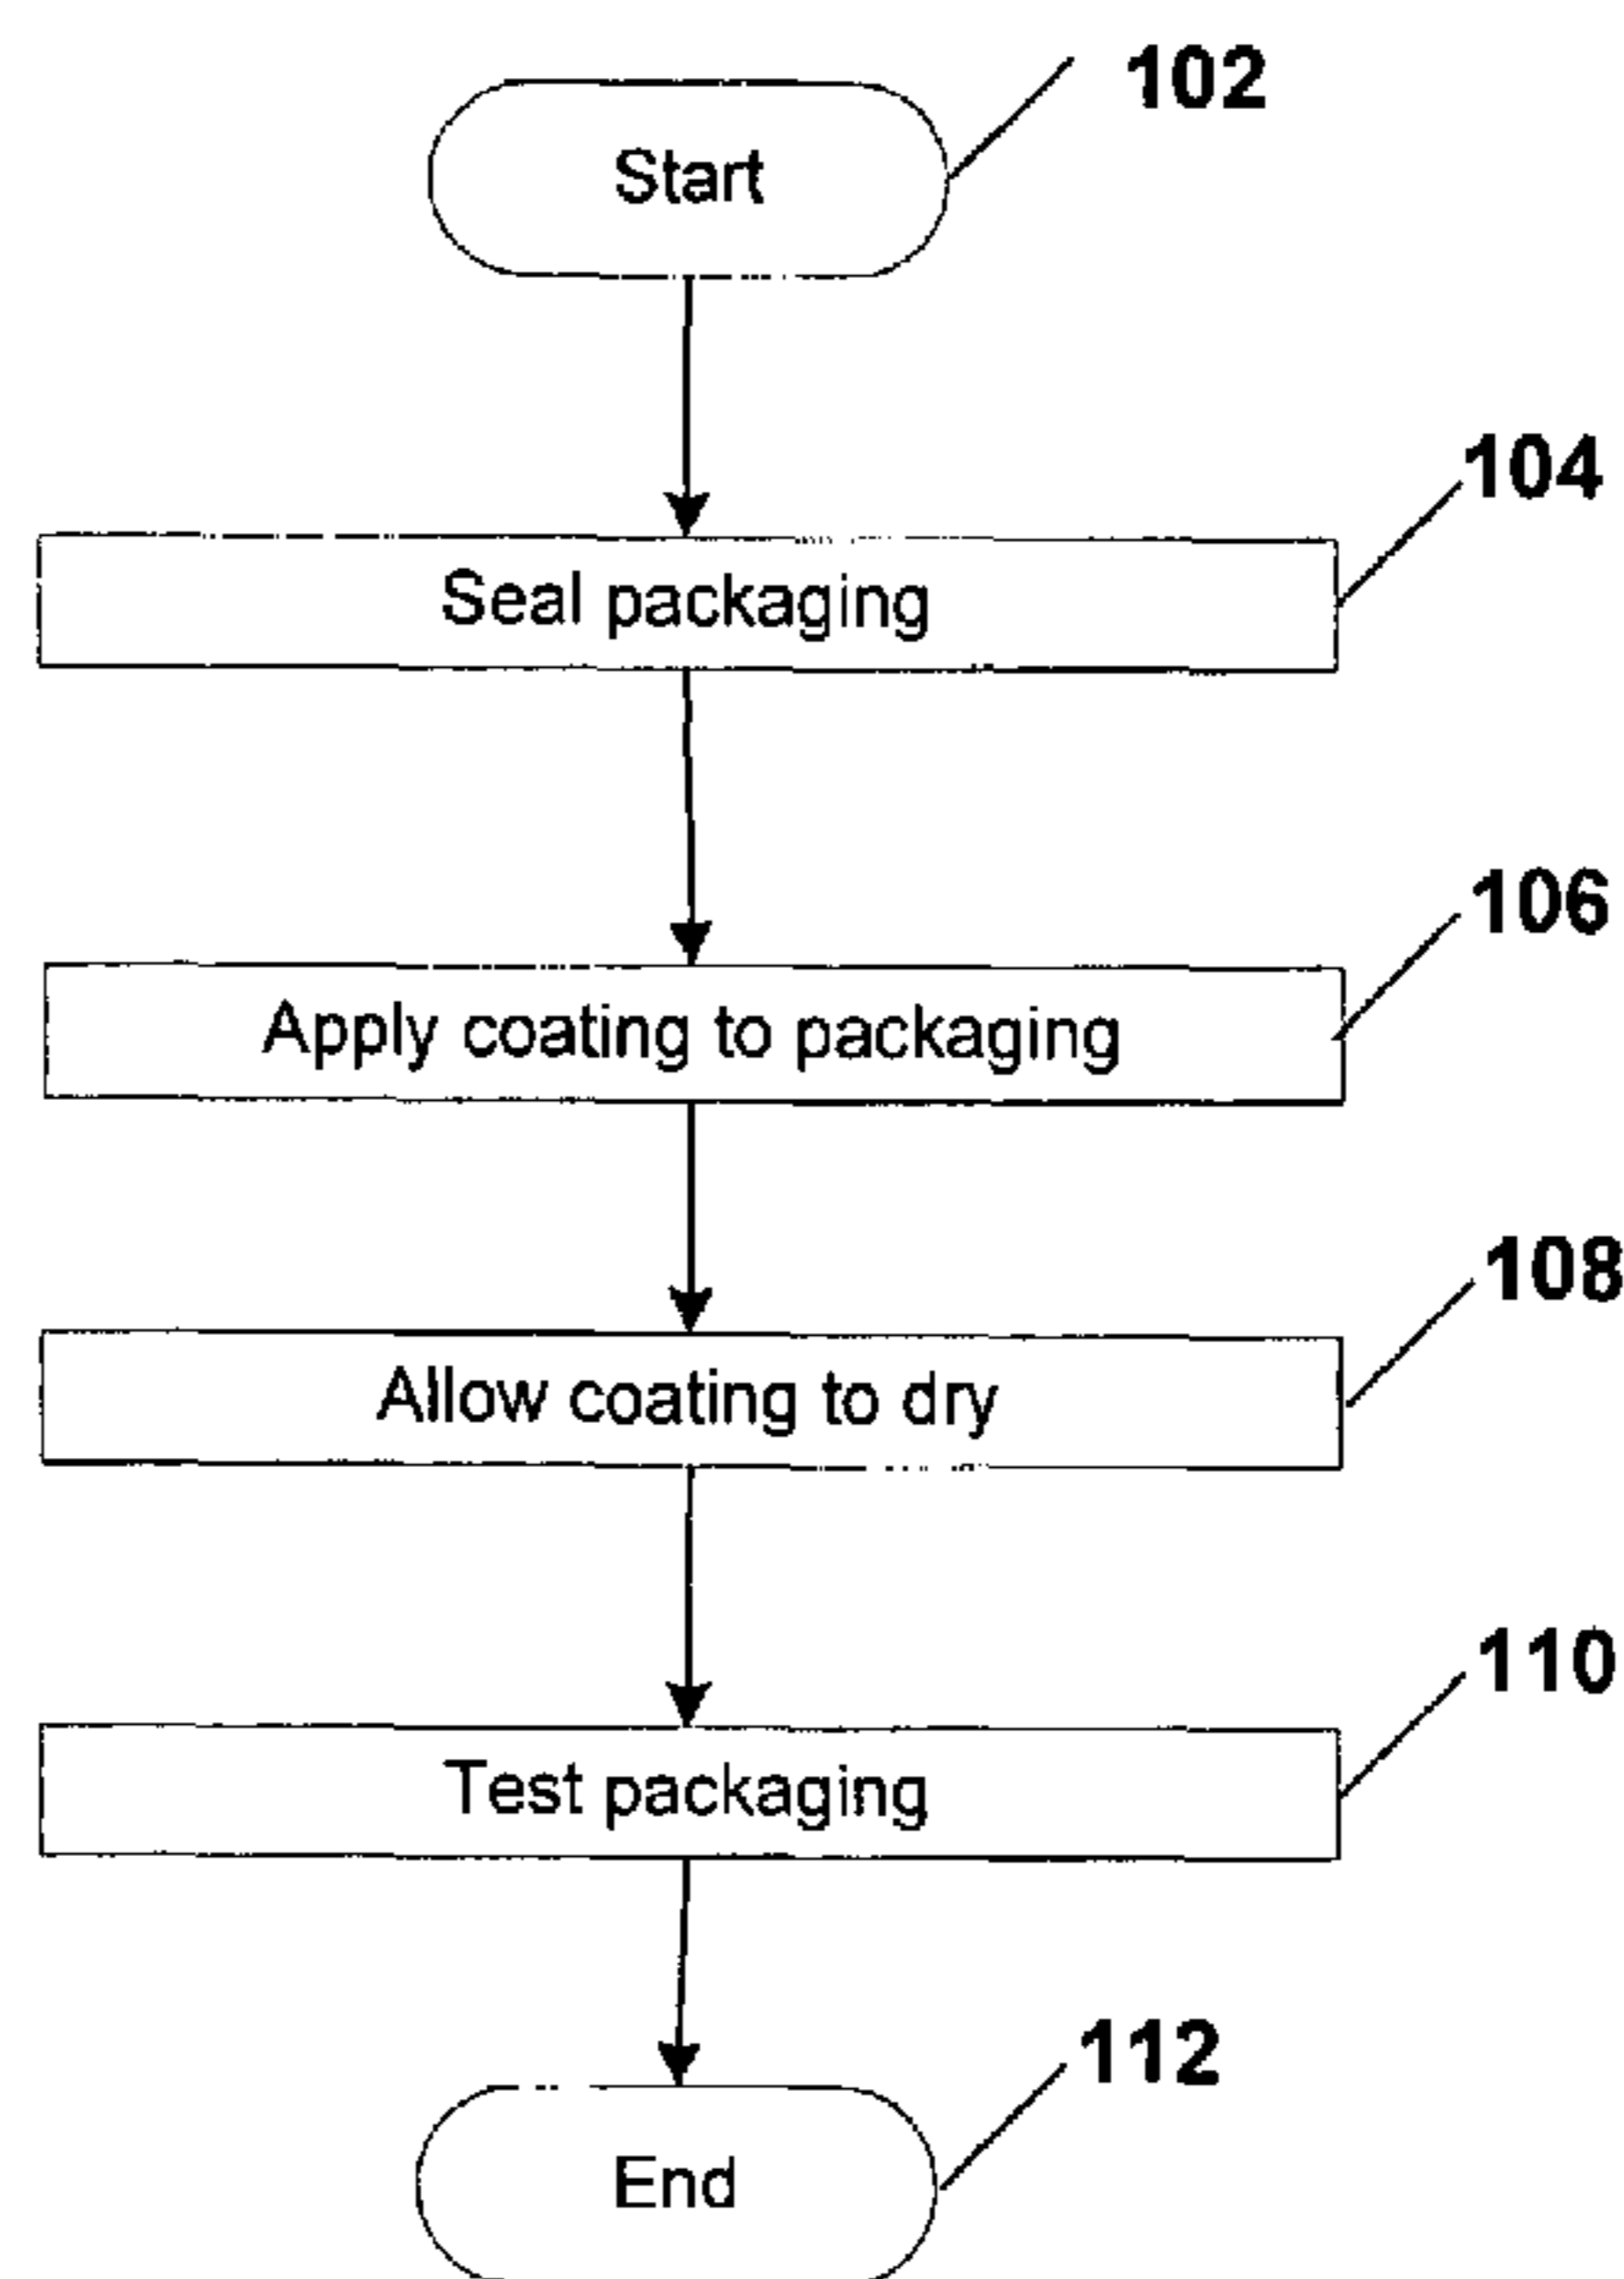 102
Start
104
Seal packaging
106
Apply coating to packaging
108
Allow coating to dry
110
Test packaging
112
End